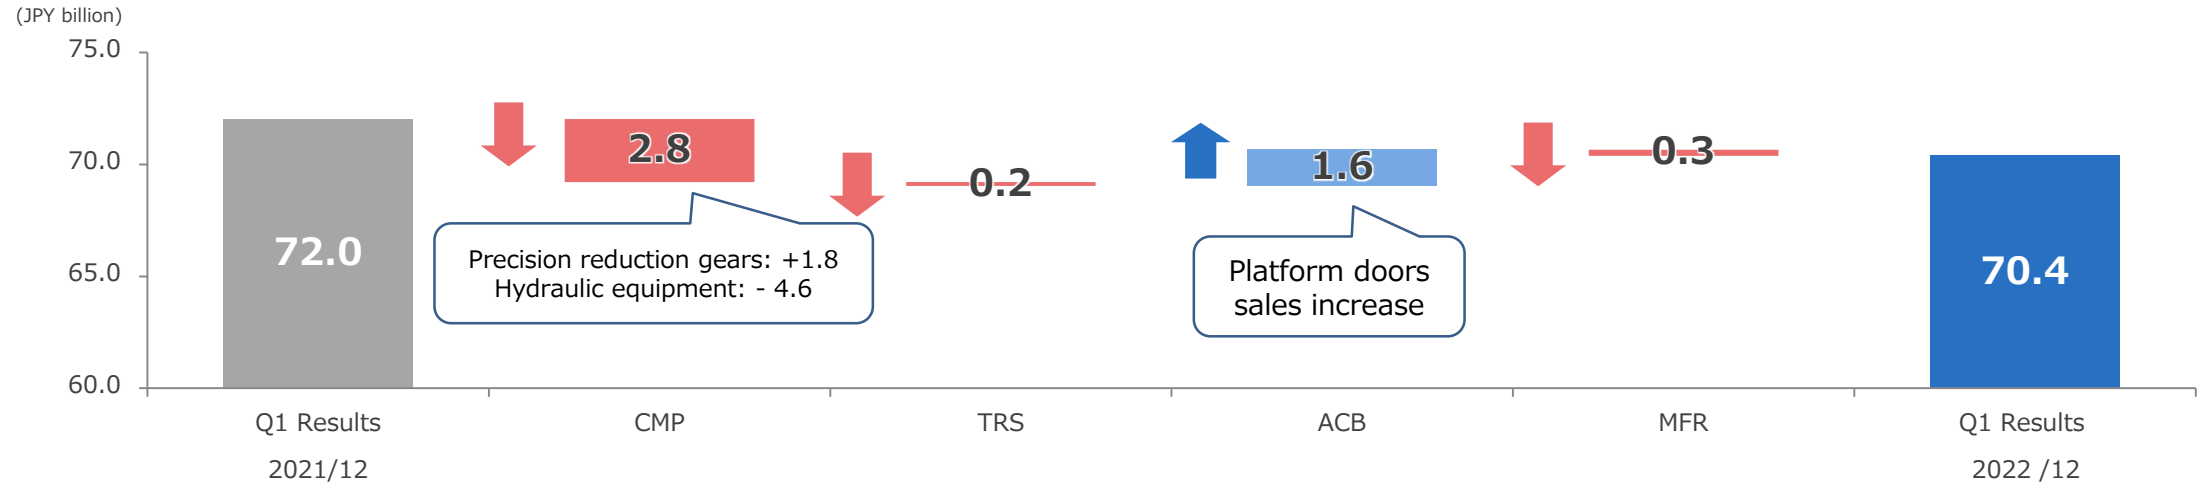 (JPY billion)
75.0
70.0
65.0
60.0
72.0
2.8
Precision reduction gears: +1.8
Hydraulic equipment: - 4.6
0.2
1.6
Platform doors
sales increase
0.3
70.4
Q1 Results
2021/12
CMP
TRS
ACB
MFR
Q1 Results
2022 /12